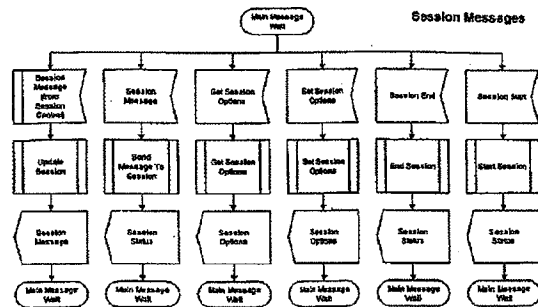 Main Message
Wait
Session Messages
Session
Message
(from
Session
Control)
Session
Message
Get Session
Options
Set Session
Options
Session End
Session Start
Update
Session
Send
Message To
Session
Get Session
Options
Set Session
Options
End Session
Start Session
Session
Message
Session
Status
Session
Options
Session
Options
Session
Status
Session
Status
Main Message
Wait
Main Message
Wait
Main Message
Wait
Main Message
Wait
Main Message
Wait
Main Message
Wait